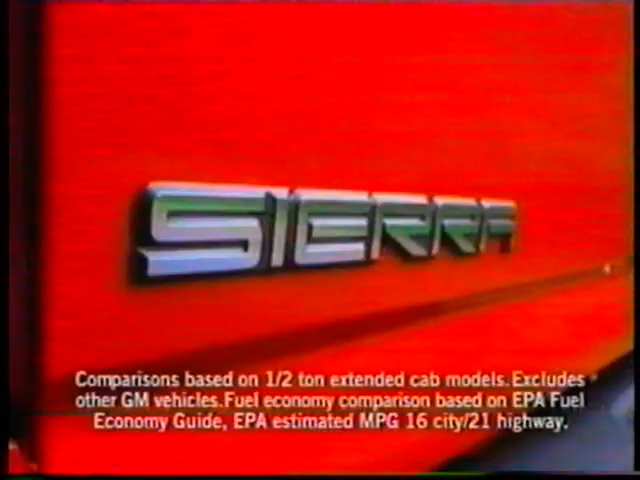 SIERRA
Comparisons based on 1/2 ton extended cab models. Excludes
other GM vehicles. Fuel economy comparison based on EPA Fuel
Economy Guide, EPA estimated MPG 16 city/21 highway.